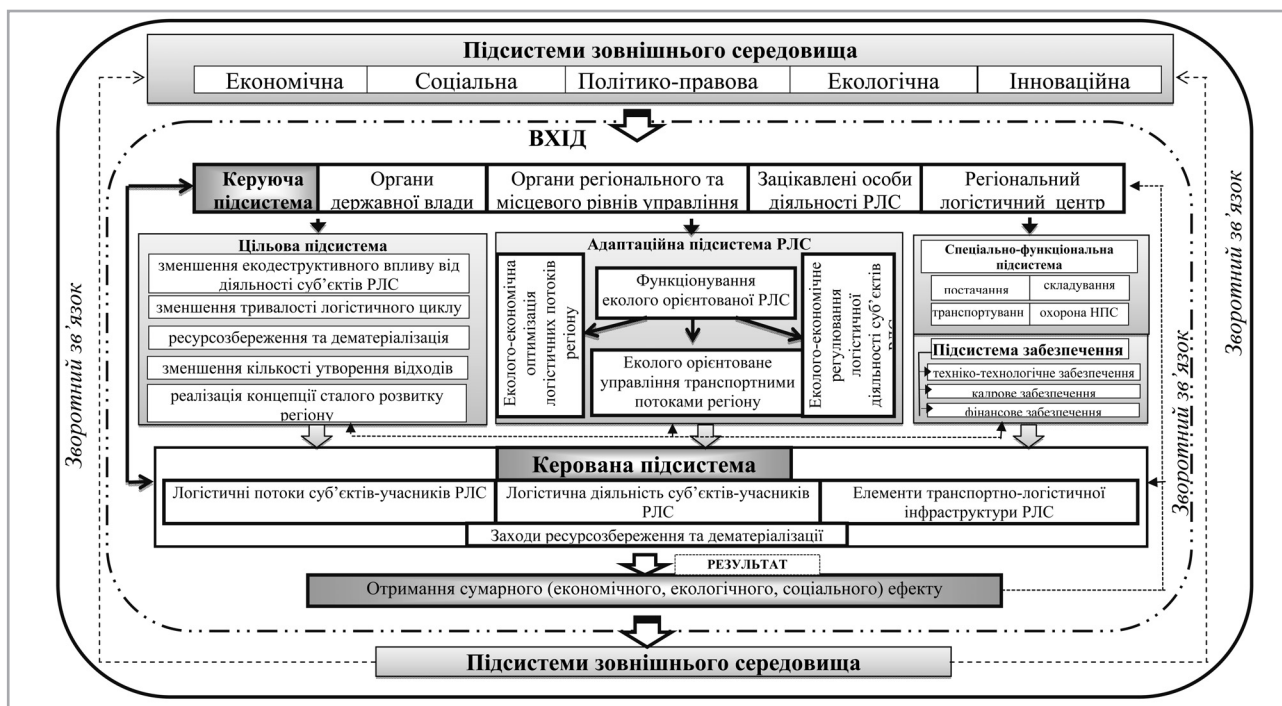 Підсистеми зовнішнього середовища
Економічна
Соціальна
Політико-правова
Екологічна
Інноваційна
ВХІД
Керуюча
підсистема
Органи
державної влади
Органи регіонального та
місцевого рівнів управління
Зацікавлені особи
діяльності РЛС
Регіональний
логістичний центр
Цільова підсистема
зменшення екодеструктивного впливу від
діяльності суб’єктів РЛС
зменшення тривалості логістичного циклу
ресурсозбереження та дематеріалізація
зменшення кількості утворення відходів
реалізація концепції сталого розвитку
регіону
Адаптаційна підсистема РЛС
Еколого-економічна
оптимізація
логістичних потоків
регіону
Функціонування
еколого орієнтованої РЛС
Еколого орієнтоване
управління транспортними
потоками регіону
Еколого-економічне
регулювання
логістичної
діяльності суб’єктів
РЛС
Спеціально-функціональна
підсистема
постачання
складування
транспортуванн
охорона НПС
Підсистема забезпечення
техніко-технологічне забезпечення
кадрове забезпечення
фінансове забезпечення
Керована підсистема
Логістичні потоки суб’єктів-учасників РЛС
Логістична діяльність суб’єктів-учасників
РЛС
Елементи транспортно-логістичної
інфраструктури РЛС
Заходи ресурсозбереження та дематеріалізації
РЕЗУЛЬТАТ
Отримання сумарного (економічного, екологічного, соціального) ефекту
Підсистеми зовнішнього середовища
Зворотний зв’язок
Зворотний зв’язок
Зворотний зв’язок